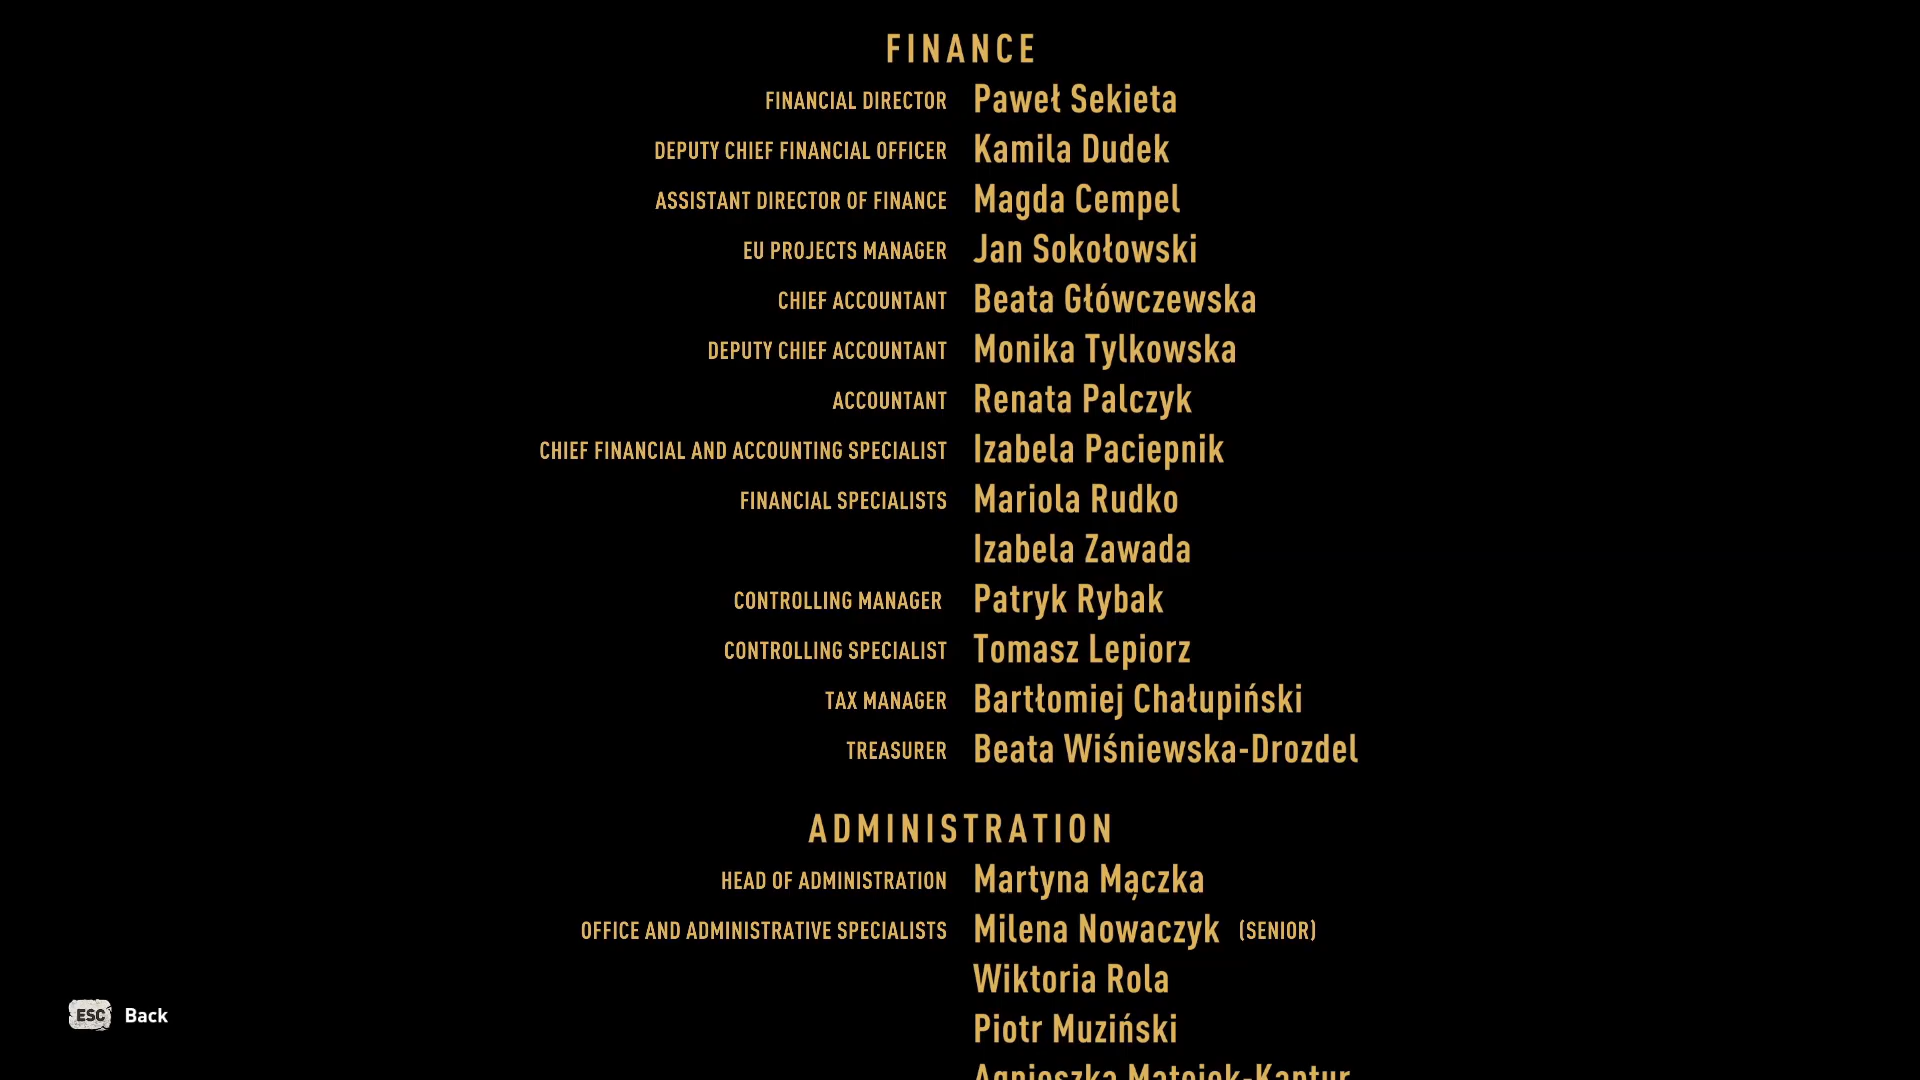 FINANCE
FINANCIAL DIRECTOR Paweł Sekieta
DEPUTY CHIEF FINANCIAL OFFICER Kamila Dudek
ASSISTANT DIRECTOR OF FINANCE Magda Cempel
EU PROJECTS MANAGER Jan Sokołowski
CHIEF ACCOUNTANT Beata Główczewska
DEPUTY CHIEF ACCOUNTANT Monika Tylkowska
ACCOUNTANT Renata Palczyk
CHIEF FINANCIAL AND ACCOUNTING SPECIALIST Izabela Paciepnik
FINANCIAL SPECIALISTS Mariola Rudko
Izabela Zawada
CONTROLLING MANAGER Patryk Rybak
CONTROLLING SPECIALIST Tomasz Lepiorz
TAX MANAGER Bartłomiej Chałupiński
TREASURER Beata Wiśniewska-Drozdel
ADMINISTRATION
HEAD OF ADMINISTRATION Martyna Mączka
OFFICE AND ADMINISTRATIVE SPECIALISTS Milena Nowaczyk (SENIOR)
Wiktoria Rola
Piotr Muziński
Agnieszka Matejek-Kantur
ESC Back